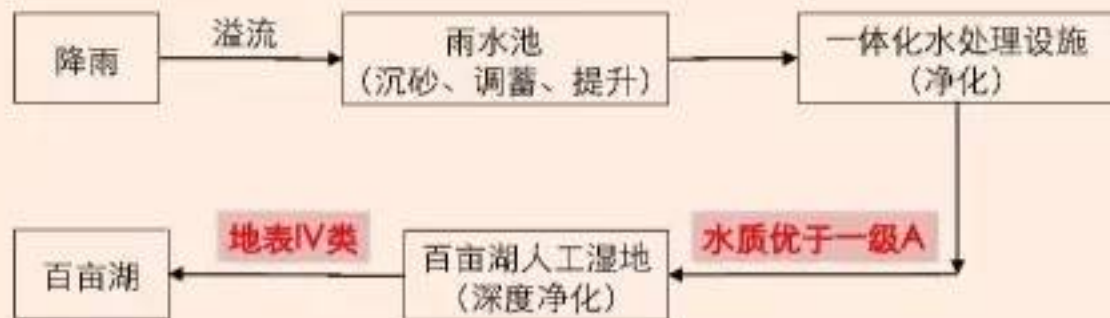 降雨
溢流
雨水池
（沉砂、调蓄、提升）
一体化水处理设施
（净化）
水质优于一级A
百亩湖人工湿地
（深度净化）
地表IV类
百亩湖